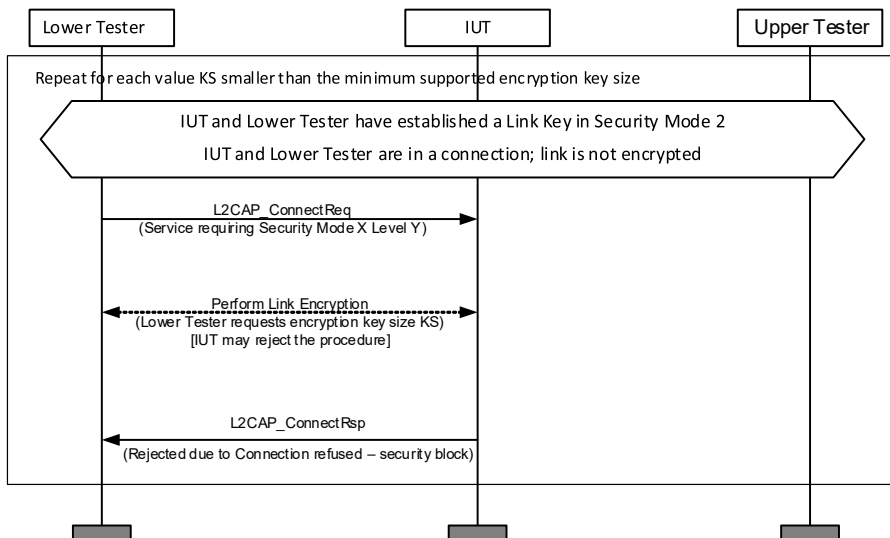 Lower Tester
IUT
Upper Tester
Repeat for each value KS smaller than the minimum supported encryption key size
IUT and Lower Tester have established a Link Key in Security Mode 2
IUT and Lower Tester are in a connection; link is not encrypted
L2CAP_ConnectReq
(Service requiring Security Mode X Level Y)
Perform Link Encryption
(Lower Tester requests encryption key size KS)
[IUT may reject the procedure]
L2CAP_ConnectRsp
(Rejected due to Connection refused – security block)